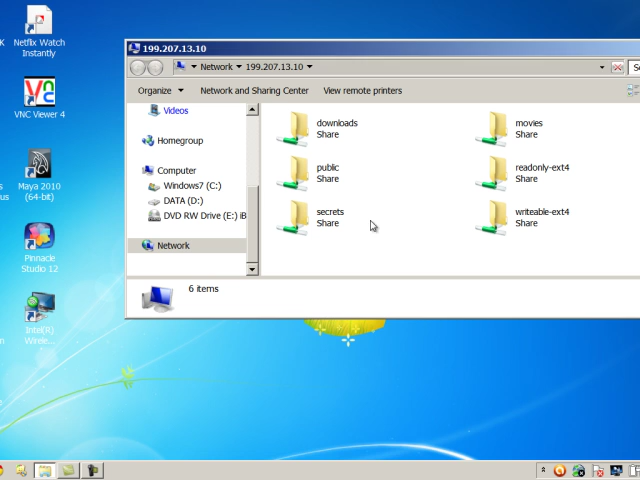 K
Netflix Watch
Instantly
VNC Viewer 4
s
us
Maya 2010
(64-bit)
Pinnacle
Studio 12
m
Intel(R)
Wirele...
199.207.13.10
Network
199.207.13.10
Se
Organize
Network and Sharing Center
View remote printers
Videos
Homegroup
Computer
Windows7 (C:)
DATA (D:)
DVD RW Drive (E:) iB
Network
downloads
Share
movies
Share
public
Share
readonly-ext4
Share
secrets
Share
writeable-ext4
Share
6 items